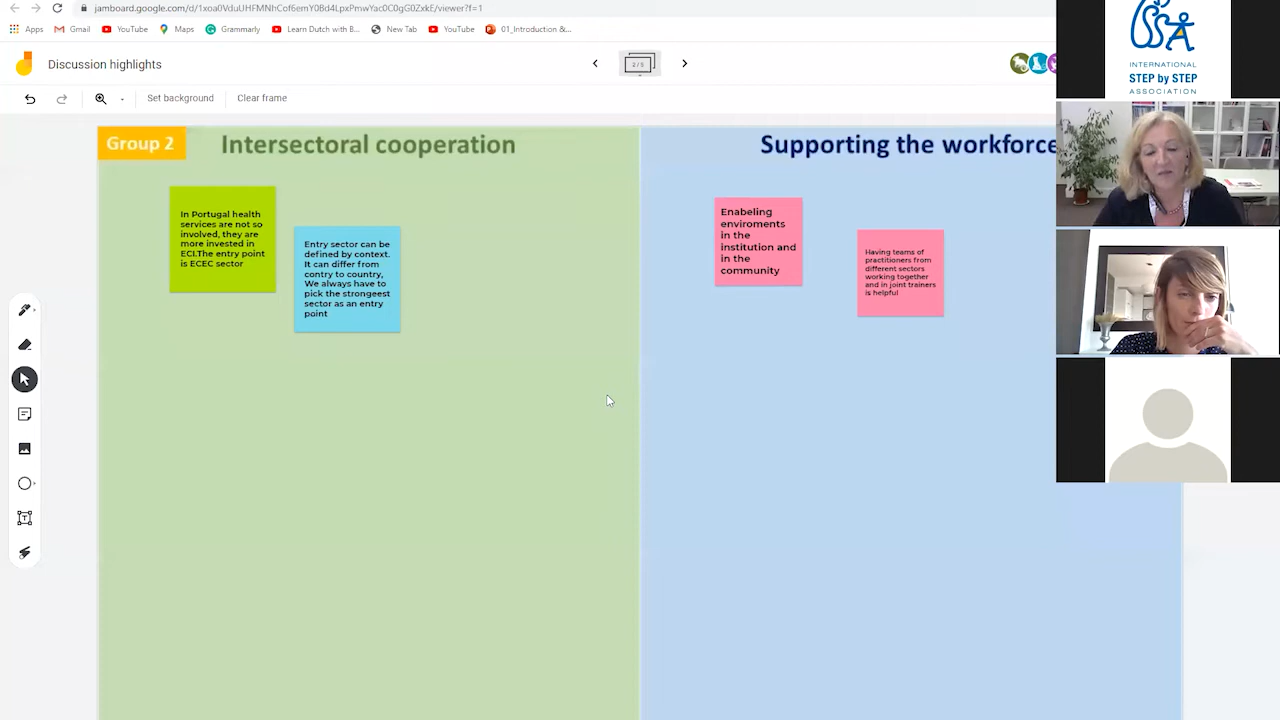 jamboard.google.com/d/1xoa0VduUHFMNhCof6emY0Bd4LpxPmwYac0C0gG0ZxkE/viewer?f=1
Apps
Gmail
YouTube
Maps
Grammarly
Learn Dutch with B...
New Tab
YouTube
01_Introduction &...
Discussion highlights
Set background
Clear frame
Group 2
Intersectoral cooperation
In Portugal health
services are not so
involved, they are
more invested in
ECI.The entry point
is ECEC sector
Entry sector can be
defined by context.
It can differ from
contry to country,
We always have to
pick the strongeest
sector as an entry
point
Supporting the workforce
Enabeling
enviroments
in the
institution and
in the
community
Having teams of
practitioners from
different sectors
working together
and in joint trainers
is helpful
INTERNATIONAL
STEP by STEP
ASSOCIATION